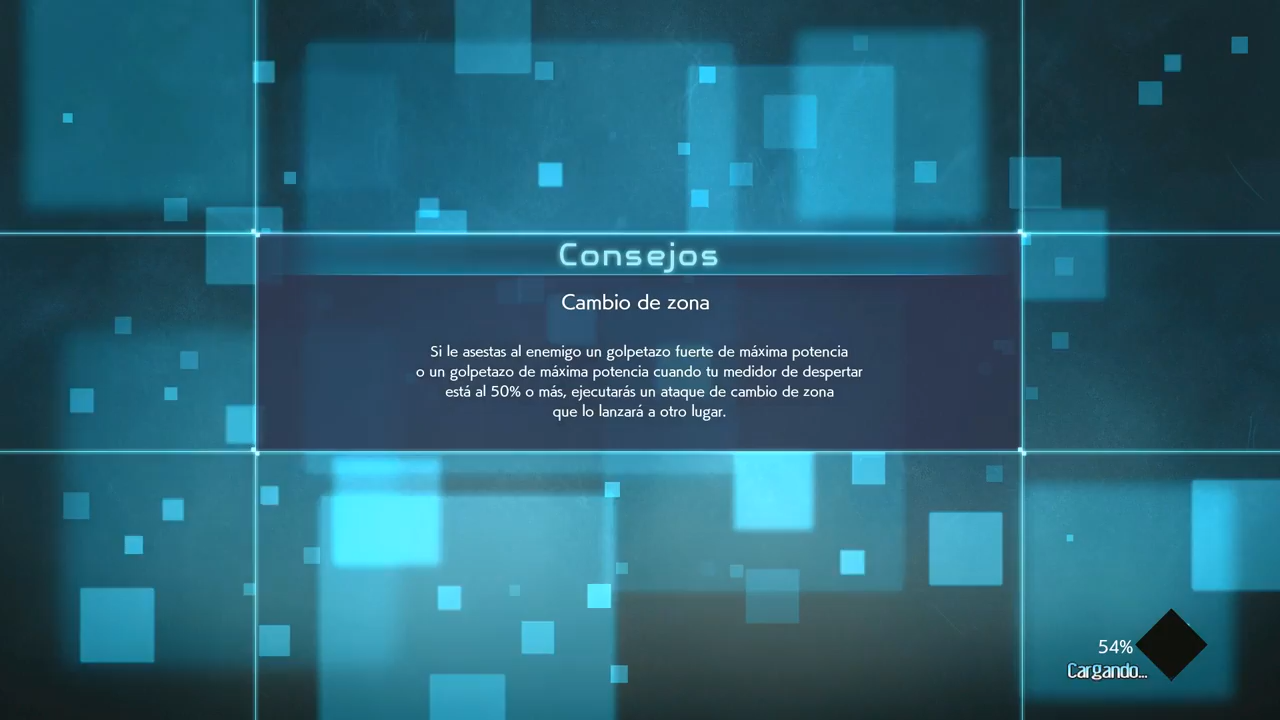 Consejos
Cambio de zona
Si le asestas al enemigo un golpetazo fuerte de máxima potencia
o un golpetazo de máxima potencia cuando tu medidor de despertar
está al 50% o más, ejecutarás un ataque de cambio de zona
que lo lanzará a otro lugar.
54%
Cargando...